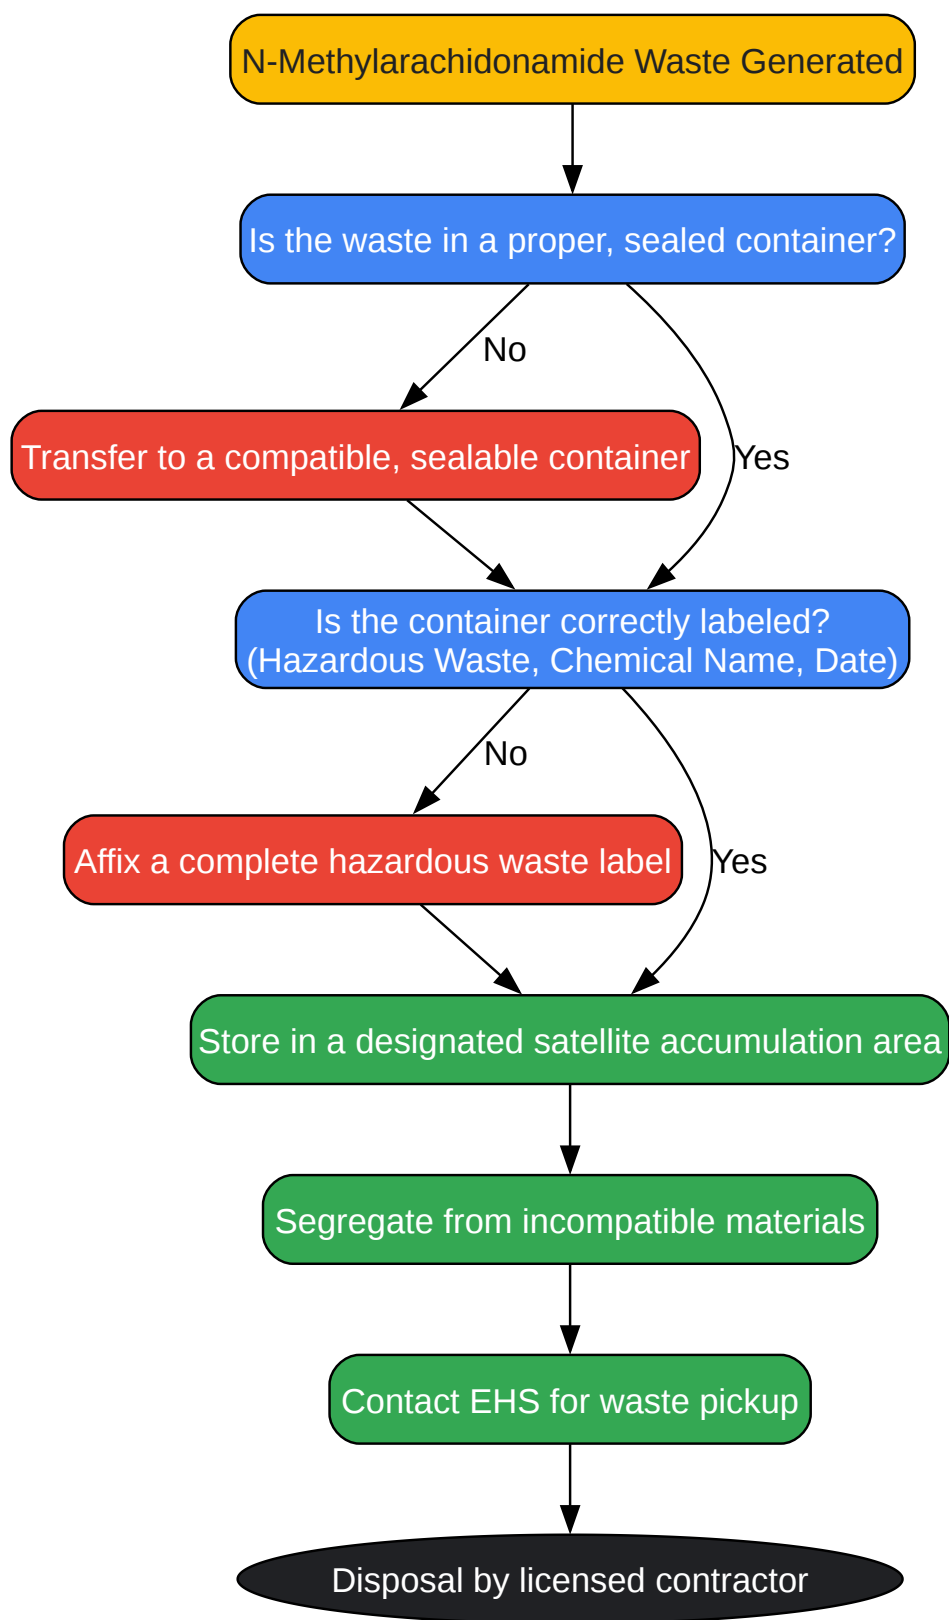 N-Methylarachidonamide Waste Generated
Is the waste in a proper, sealed container?
No
Transfer to a compatible, sealable container
Yes
Is the container correctly labeled?
(Hazardous Waste, Chemical Name, Date)
No
Affix a complete hazardous waste label
Yes
Store in a designated satellite accumulation area
Segregate from incompatible materials
Contact EHS for waste pickup
Disposal by licensed contractor